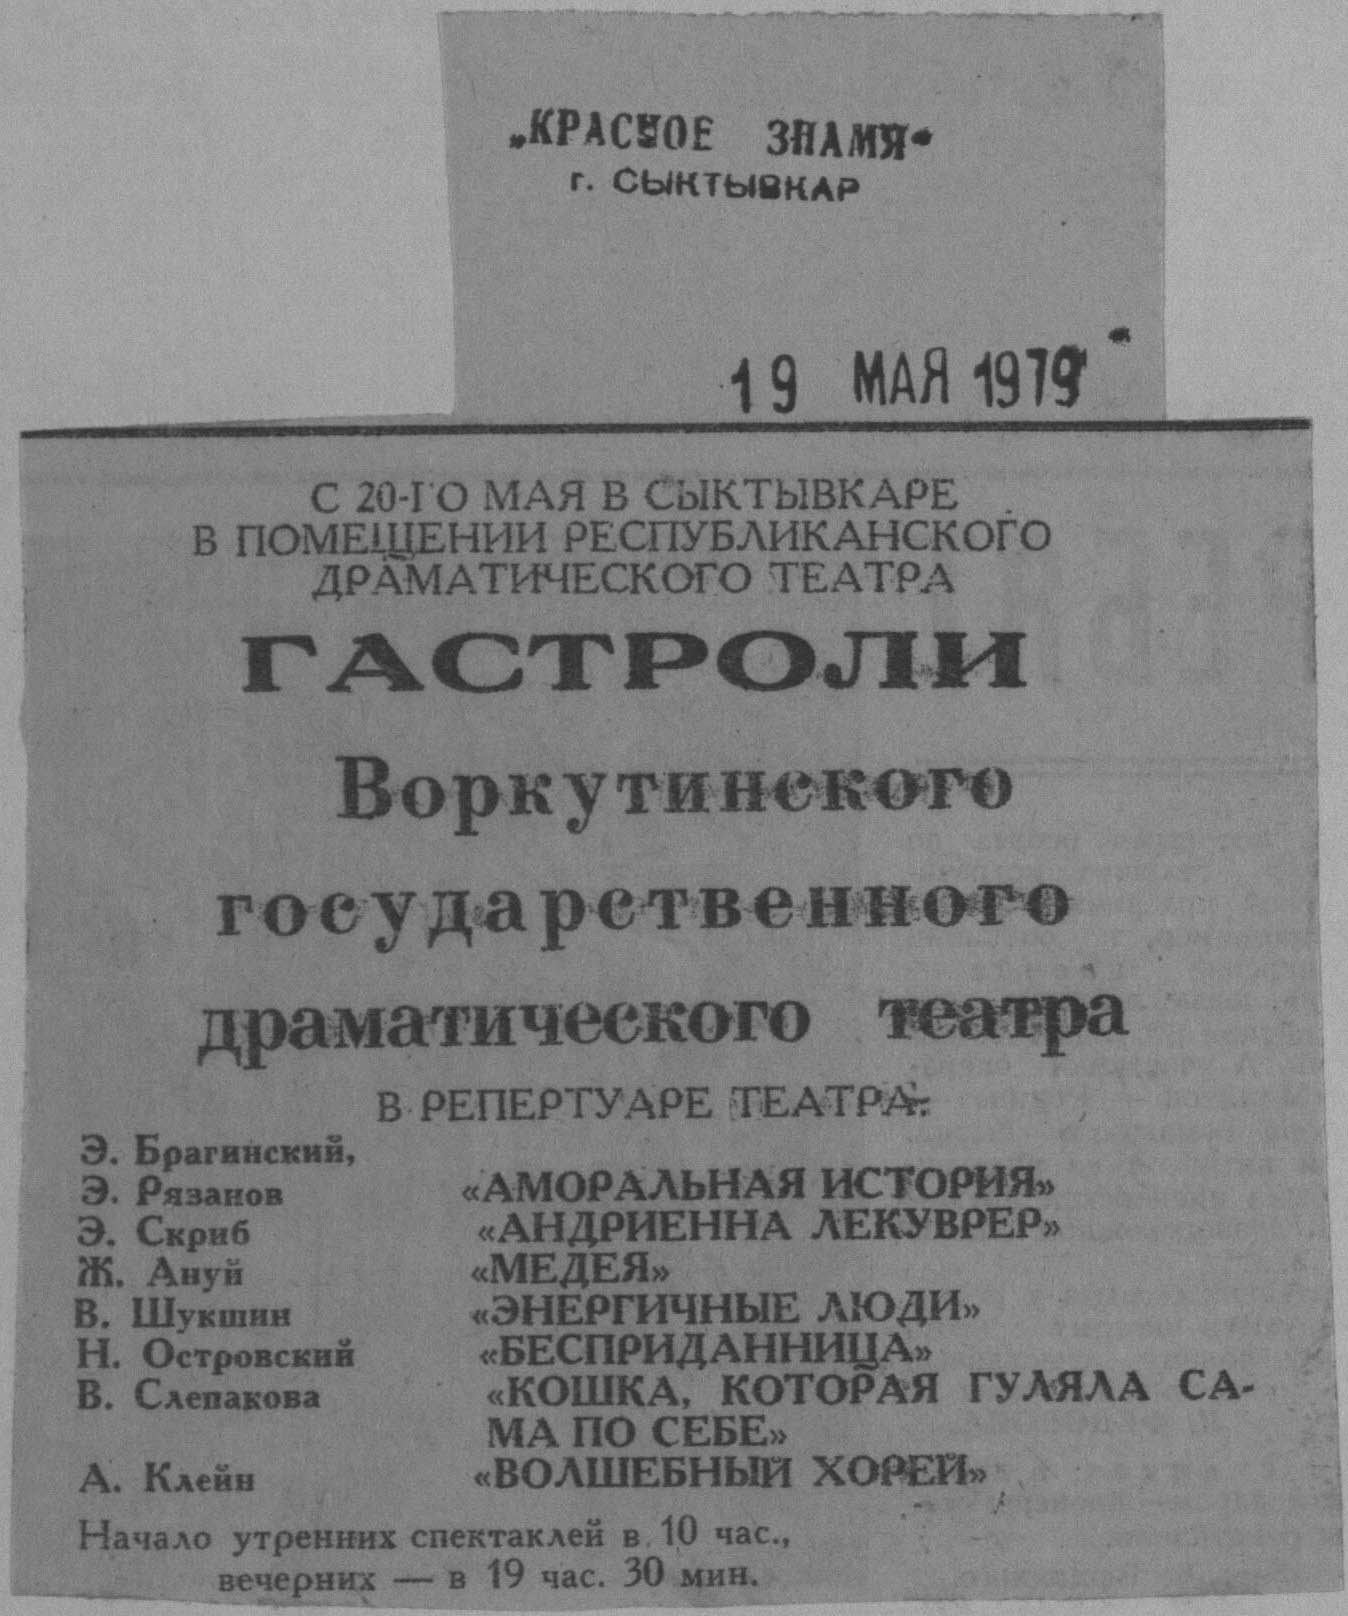 „КРАСНОЕ ЗНАМЯ“
г. СЫКТЫВКАР
19 МАЯ 1979
С 20-ГО МАЯ В СЫКТЫВКАРЕ
В ПОМЕЩЕНИИ РЕСПУБЛИКАНСКОГО
ДРАМАТИЧЕСКОГО ТЕАТРА
ГАСТРОЛИ
Воркутинского
государственного
драматического театра
В РЕПЕРТУАРЕ ТЕАТРА:
Э. Брагинский,
Э. Рязанов «АМОРАЛЬНАЯ ИСТОРИЯ»
Э. Скриб «АНДРИЕННА ЛЕКУВРЕР»
Ж. Ануй «МЕДЕЯ»
В. Шукшин «ЭНЕРГИЧНЫЕ ЛЮДИ»
Н. Островский «БЕСПРИДАННИЦА»
В. Слепакова «КОШКА, КОТОРАЯ ГУЛЯЛА СА-
МА ПО СЕБЕ»
А. Клейн «ВОЛШЕБНЫЙ ХОРЕЙ»
Начало утренних спектаклей в 10 час.,
вечерних — в 19 час. 30 мин.